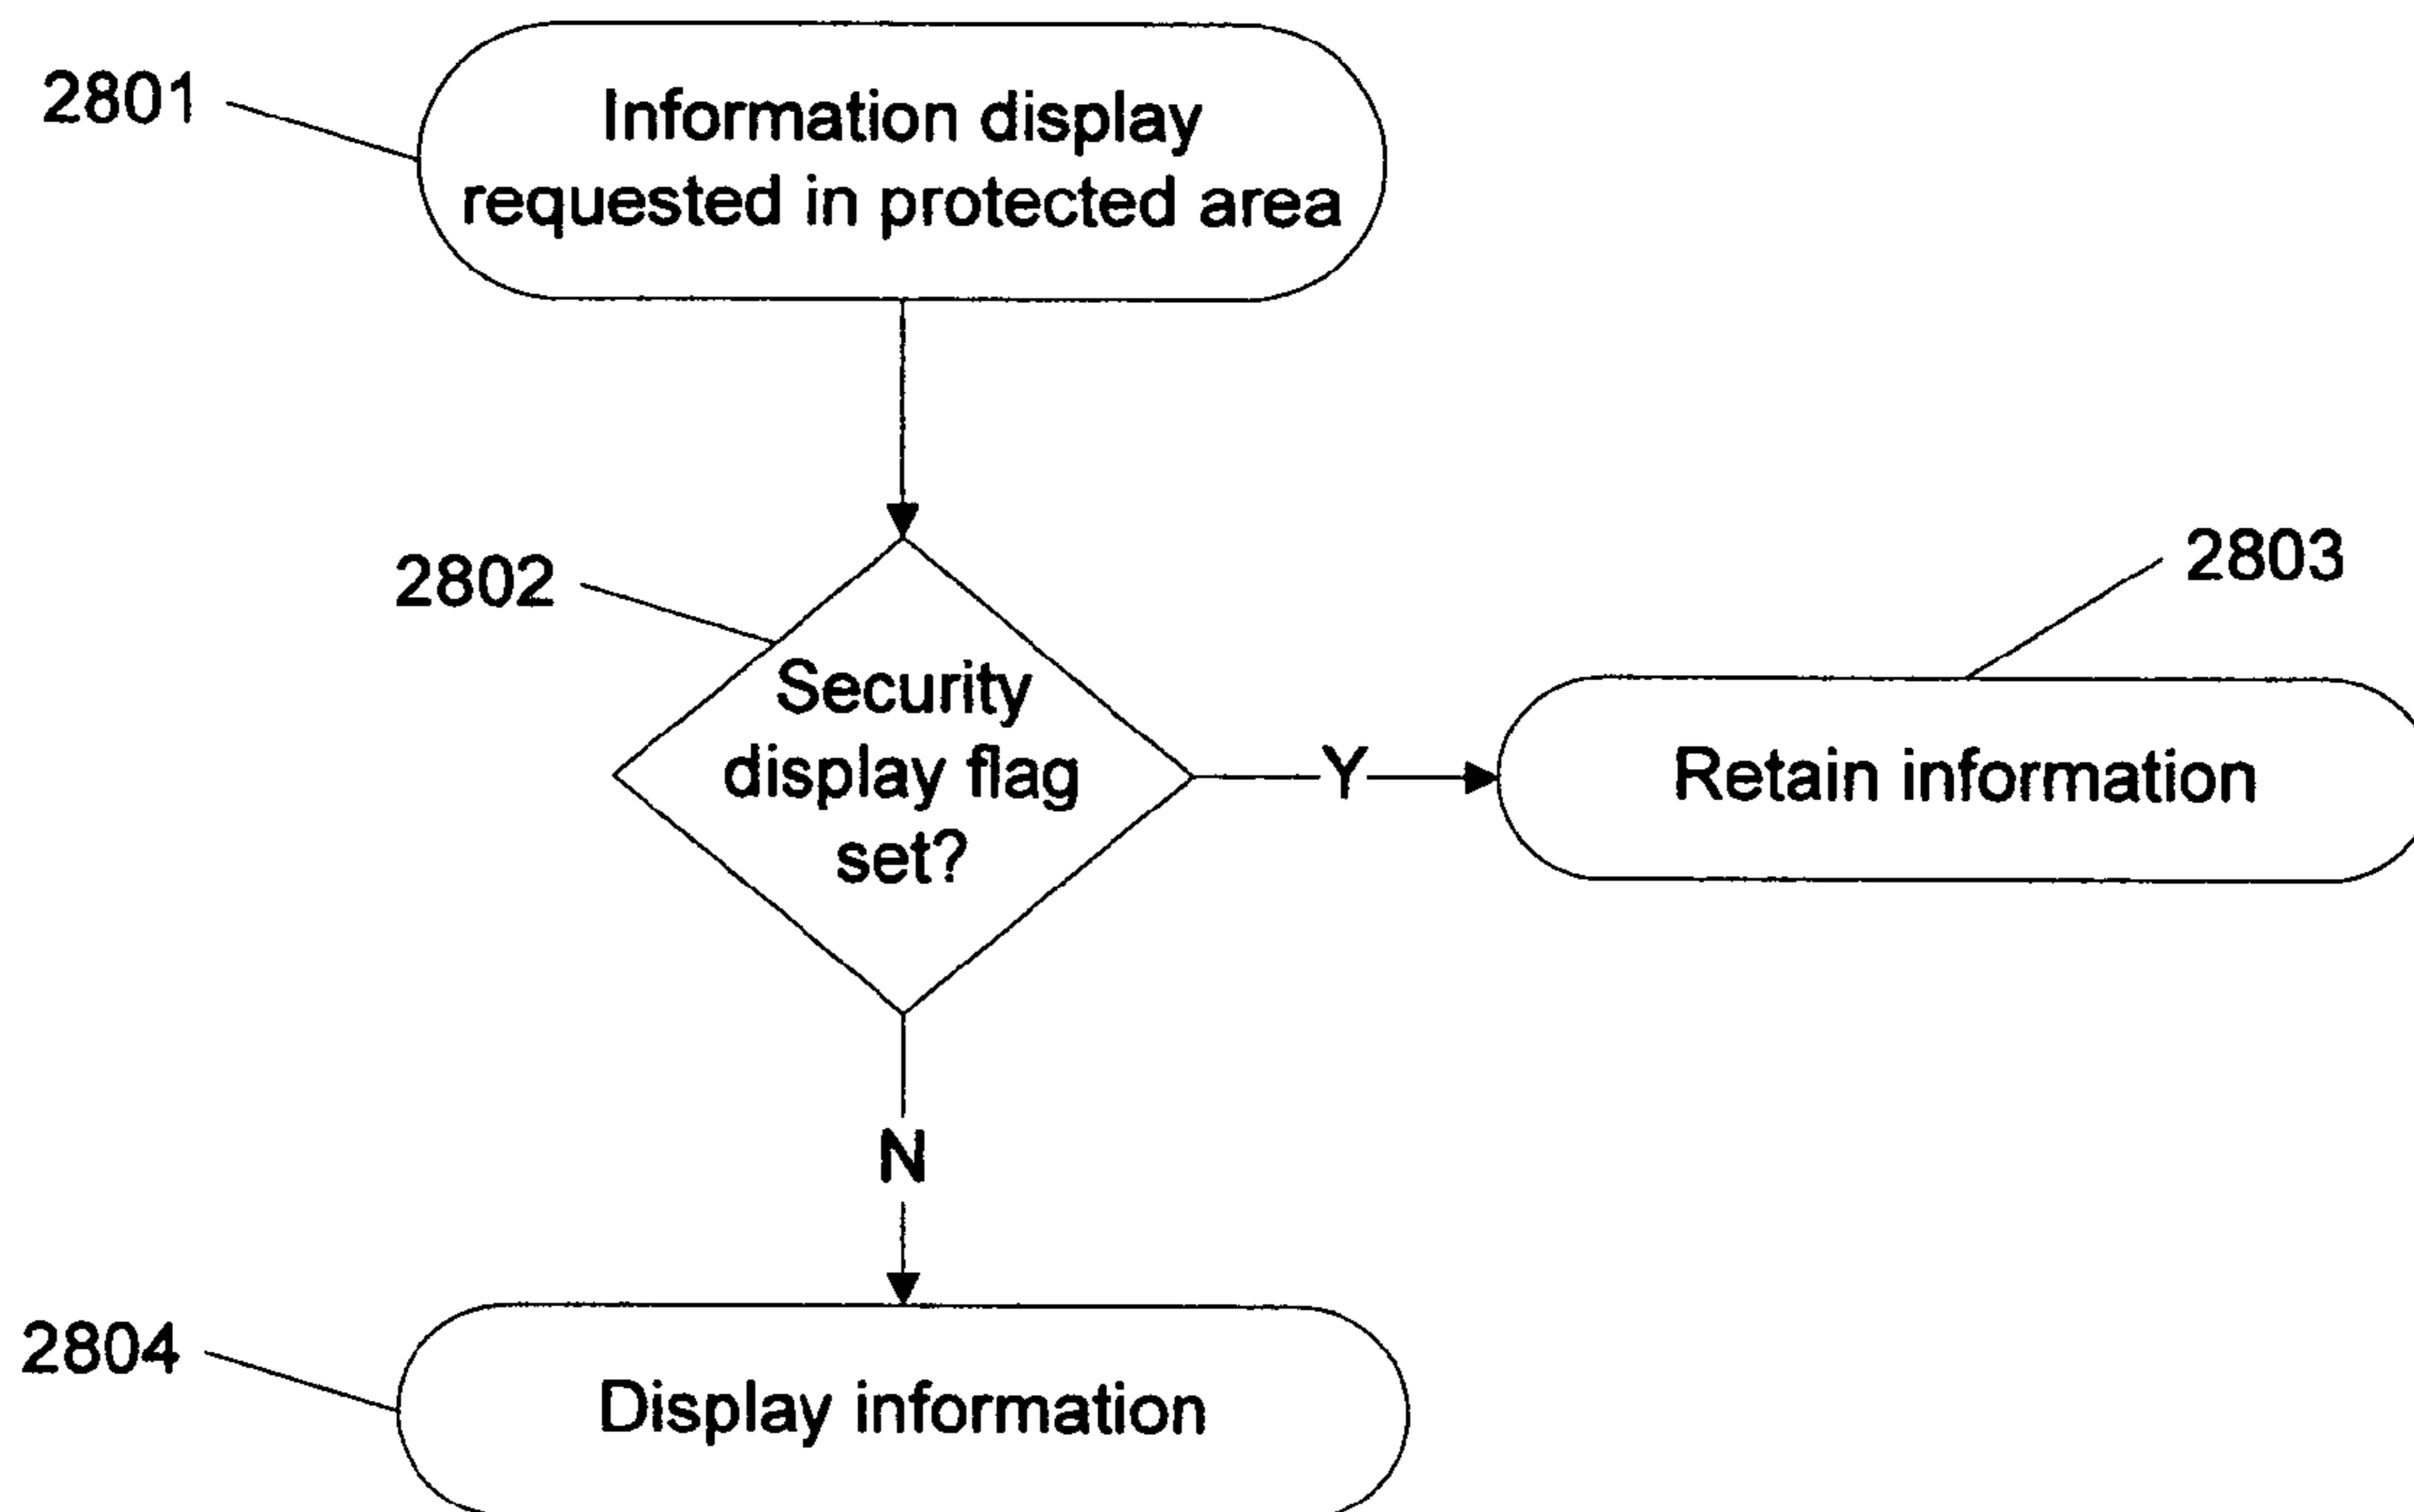 2801
Information display
requested in protected area
2802
Security
display flag
set?
Y
2803
Retain information
N
2804
Display information